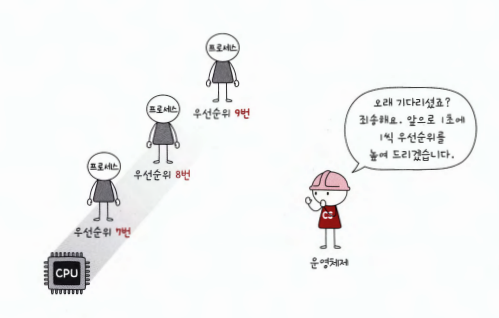 프로세스
우선순위 9번
프로세스
우선순위 8번
프로세스
우선순위 7번
CPU
오래 기다리셨죠?
죄송해요. 앞으로 1초에
1씩 우선순위를
높여 드리겠습니다.
운영체제